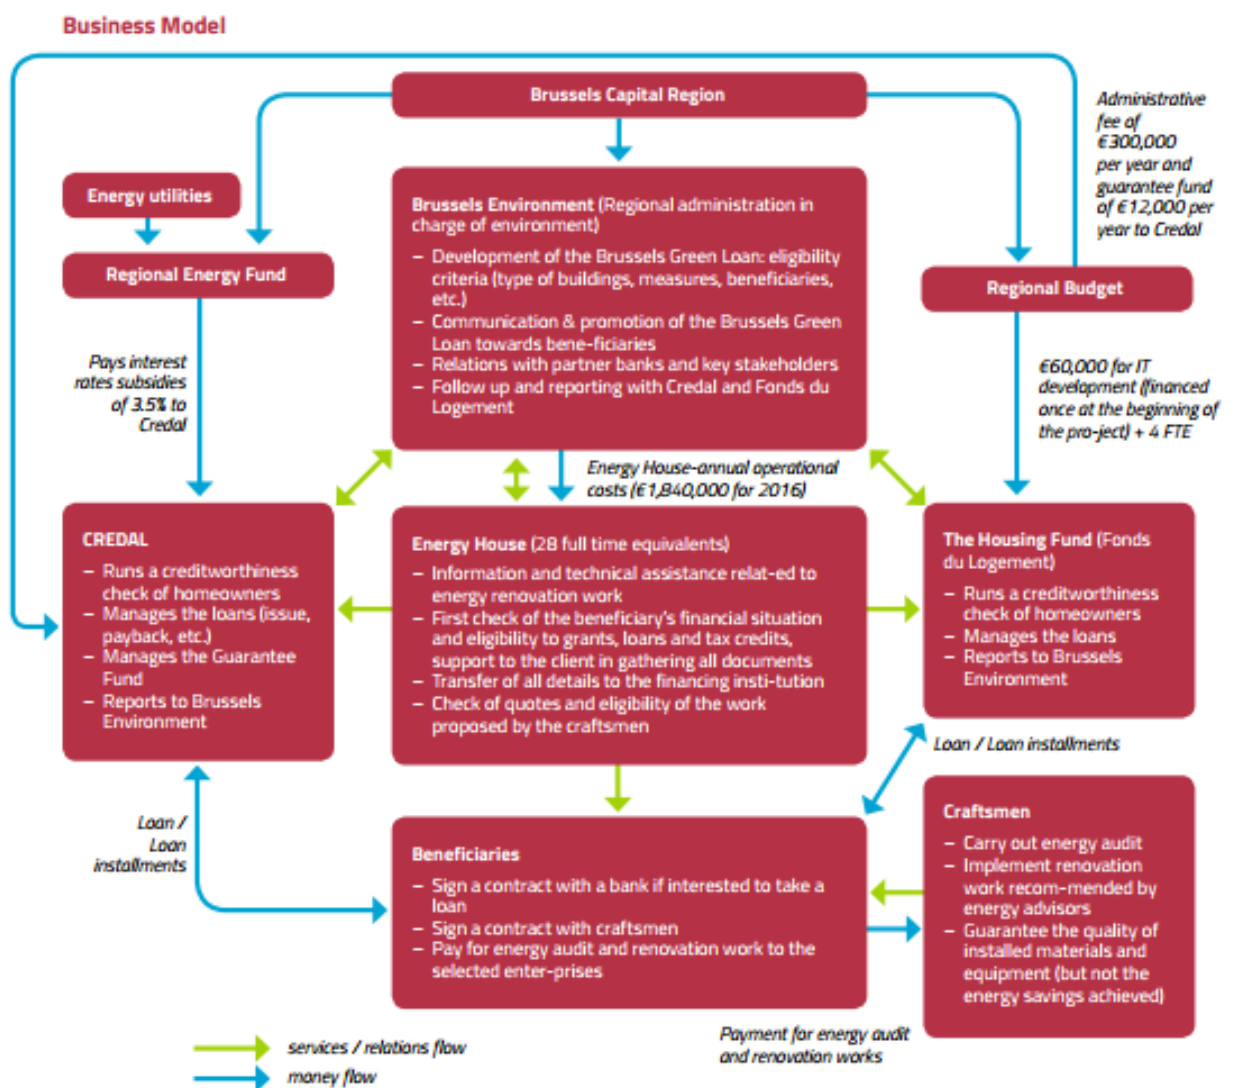 Business Model
Brussels Capital Region
Administrative
fee of
€300,000
per year and
guarantee fund
of €12,000 per
year to Credal
Energy utilities
Regional Energy Fund
Brussels Environment (Regional administration in
charge of environment)
– Development of the Brussels Green Loan: eligibility
criteria (type of buildings, measures, beneficiaries,
etc.)
– Communication & promotion of the Brussels Green
Loan towards bene-ficiaries
– Relations with partner banks and key stakeholders
– Follow up and reporting with Credal and Fonds du
Logement
Regional Budget
Pays interest
rates subsidies
of 3.5% to
Credal
€60,000 for IT
development (financed
once at the beginning of
the pro-ject) + 4 FTE
Energy House-annual operational
costs (€1,840,000 for 2016)
CREDAL
– Runs a creditworthiness
check of homeowners
– Manages the loans (issue,
payback, etc.)
– Manages the Guarantee
Fund
– Reports to Brussels
Environment
Energy House (28 full time equivalents)
– Information and technical assistance relat-ed to
energy renovation work
– First check of the beneficiary's financial situation
and eligibility to grants, loans and tax credits,
support to the client in gathering all documents
– Transfer of all details to the financing insti-tution
– Check of quotes and eligibility of the work
proposed by the craftsmen
The Housing Fund (Fonds
du Logement)
– Runs a creditworthiness
check of homeowners
– Manages the loans
– Reports to Brussels
Environment
Loan / Loan installments
Loan /
Loan
installments
Beneficiaries
– Sign a contract with a bank if interested to take a
loan
– Sign a contract with craftsmen
– Pay for energy audit and renovation work to the
selected enter-prises
Craftsmen
– Carry out energy audit
– Implement renovation
work recom-mended by
energy advisors
– Guarantee the quality of
installed materials and
equipment (but not the
energy savings achieved)
Payment for energy audit
and renovation works
services / relations flow
money flow